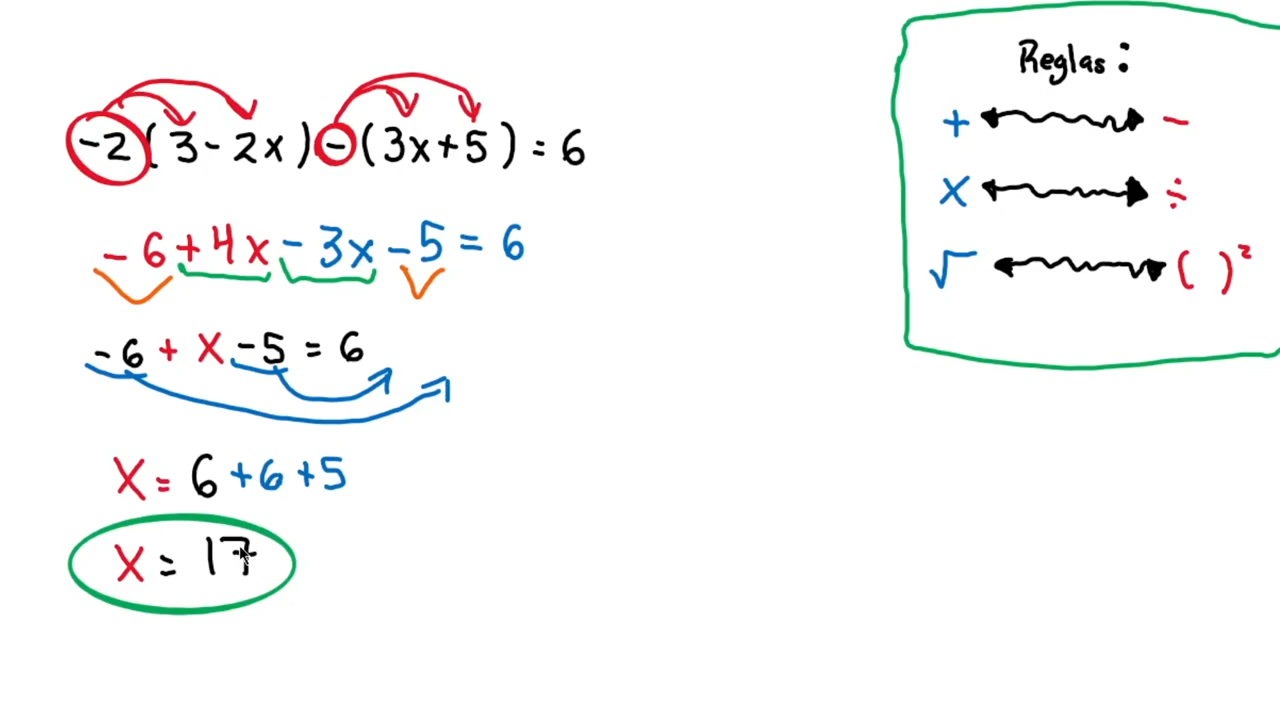 -2(3-2x)-(3x+5)=6
-6+4x-3x-5=6
-6+x-5=6
x=6+6+5
x=17
Reglas:
+ -
x ÷
√ ( )²